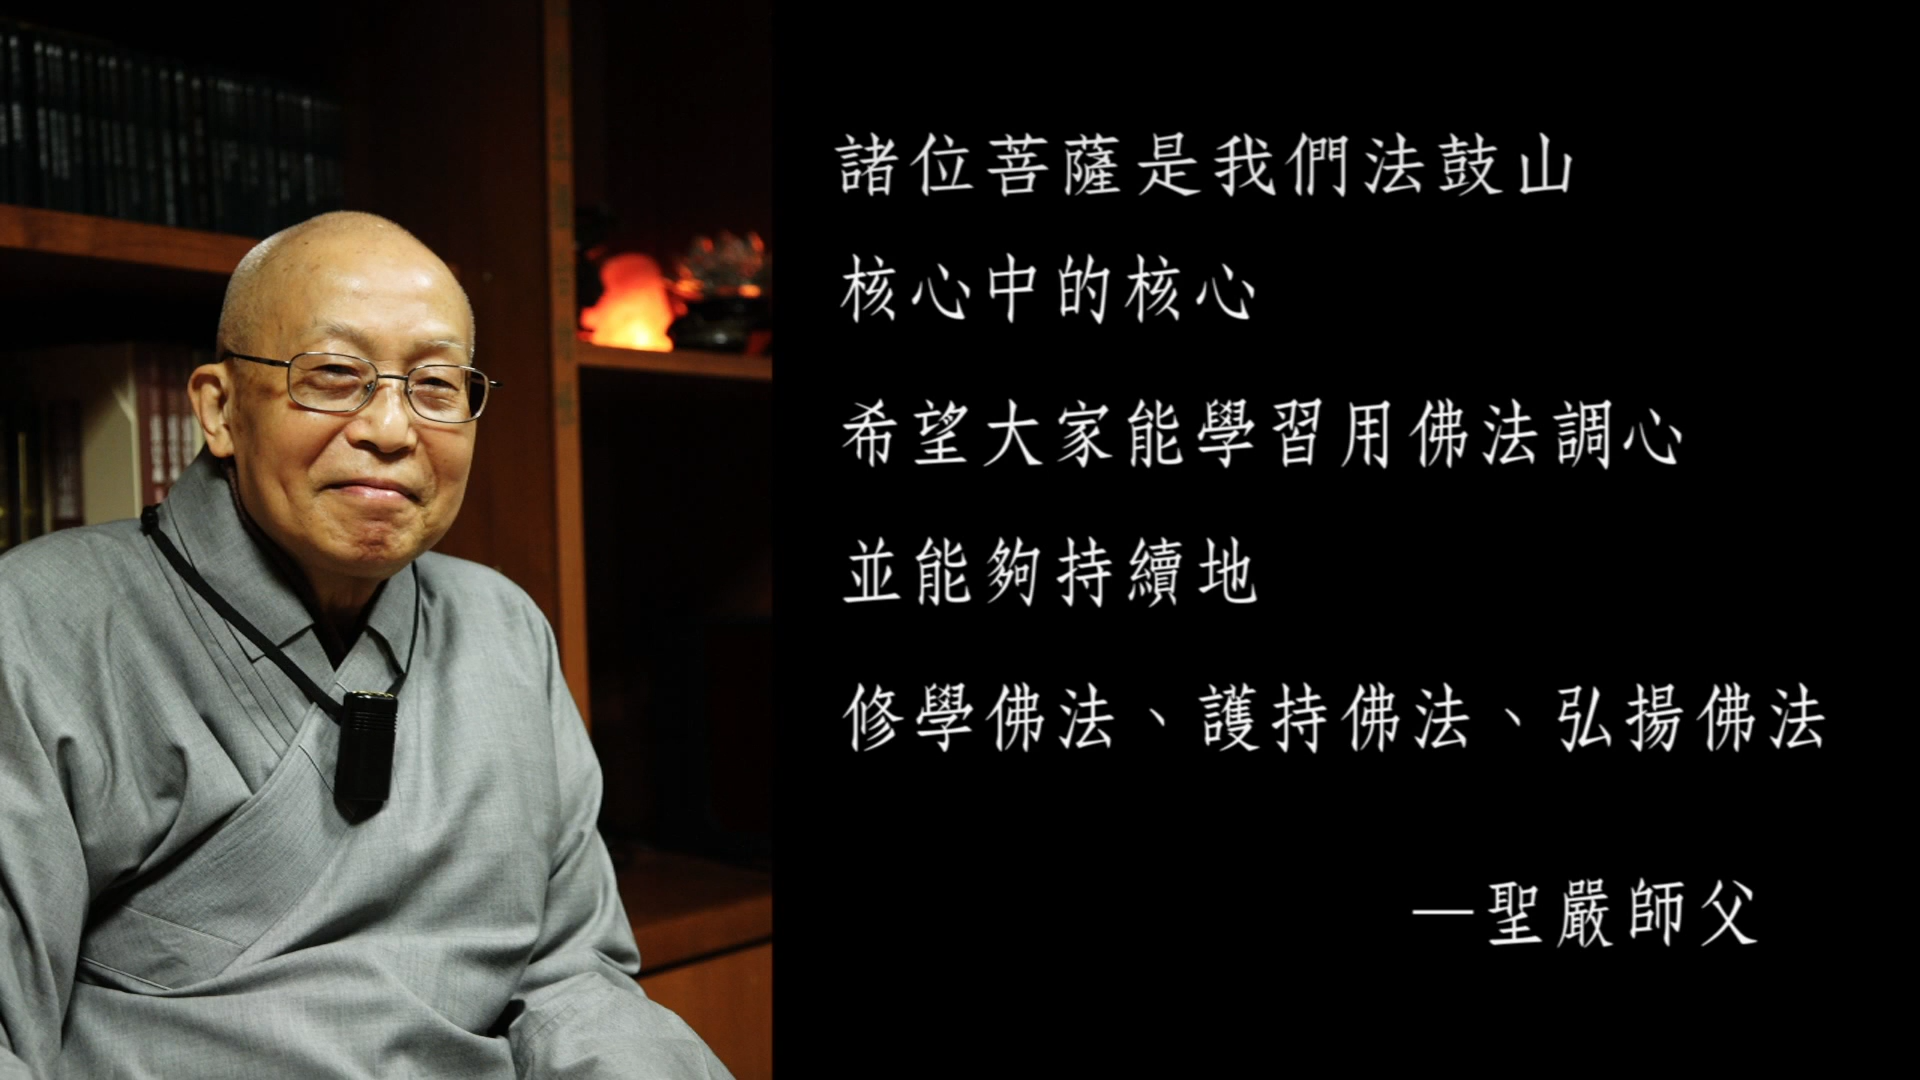 諸位菩薩是我們法鼓山
核心中的核心
希望大家能學習用佛法調心
並能夠持續地
修學佛法、護持佛法、弘揚佛法
—聖嚴師父